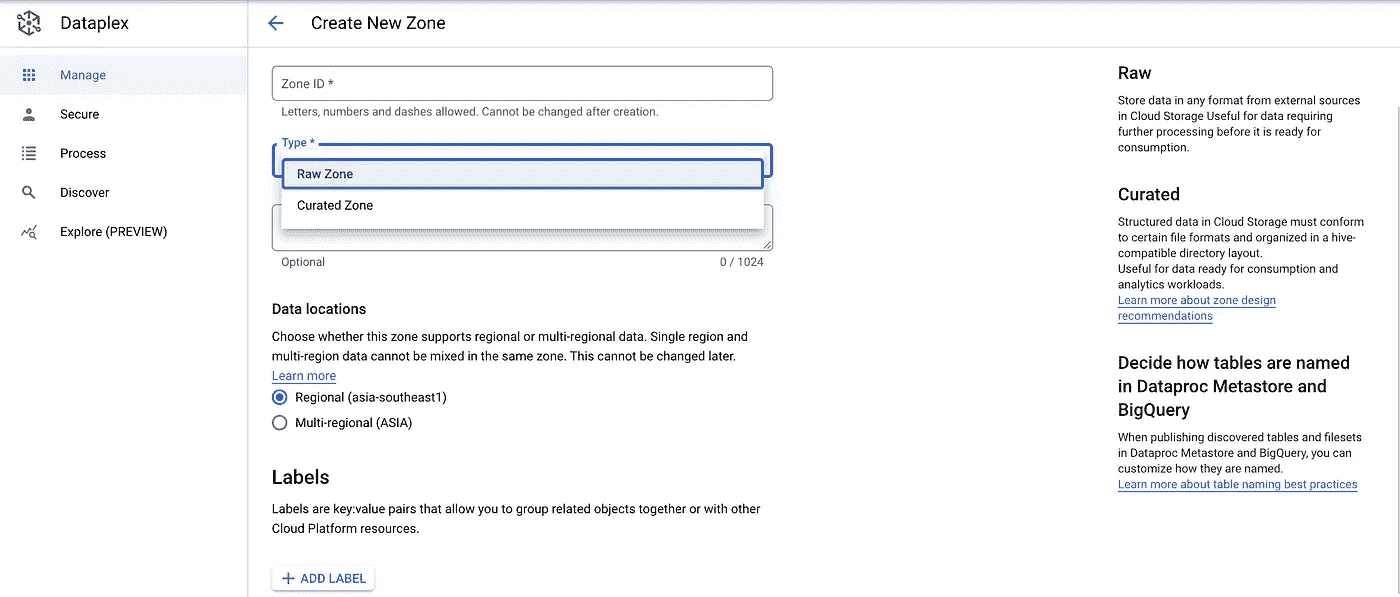 Dataplex
Create New Zone
Manage
Secure
Process
Discover
Explore (PREVIEW)
Zone ID *
Letters, numbers and dashes allowed. Cannot be changed after creation.
Type *
Raw Zone
Curated Zone
Optional
0 / 1024
Data locations
Choose whether this zone supports regional or multi-regional data. Single region and
multi-region data cannot be mixed in the same zone. This cannot be changed later.
Learn more
Regional (asia-southeast1)
Multi-regional (ASIA)
Labels
Labels are key:value pairs that allow you to group related objects together or with other
Cloud Platform resources.
ADD LABEL
Raw
Store data in any format from external sources
in Cloud Storage Useful for data requiring
further processing before it is ready for
consumption.
Curated
Structured data in Cloud Storage must conform
to certain file formats and organized in a hive-
compatible directory layout.
Useful for data ready for consumption and
analytics workloads.
Learn more about zone design
recommendations
Decide how tables are named
in Dataproc Metastore and
BigQuery
When publishing discovered tables and filesets
in Dataproc Metastore and BigQuery, you can
customize how they are named.
Learn more about table naming best practices